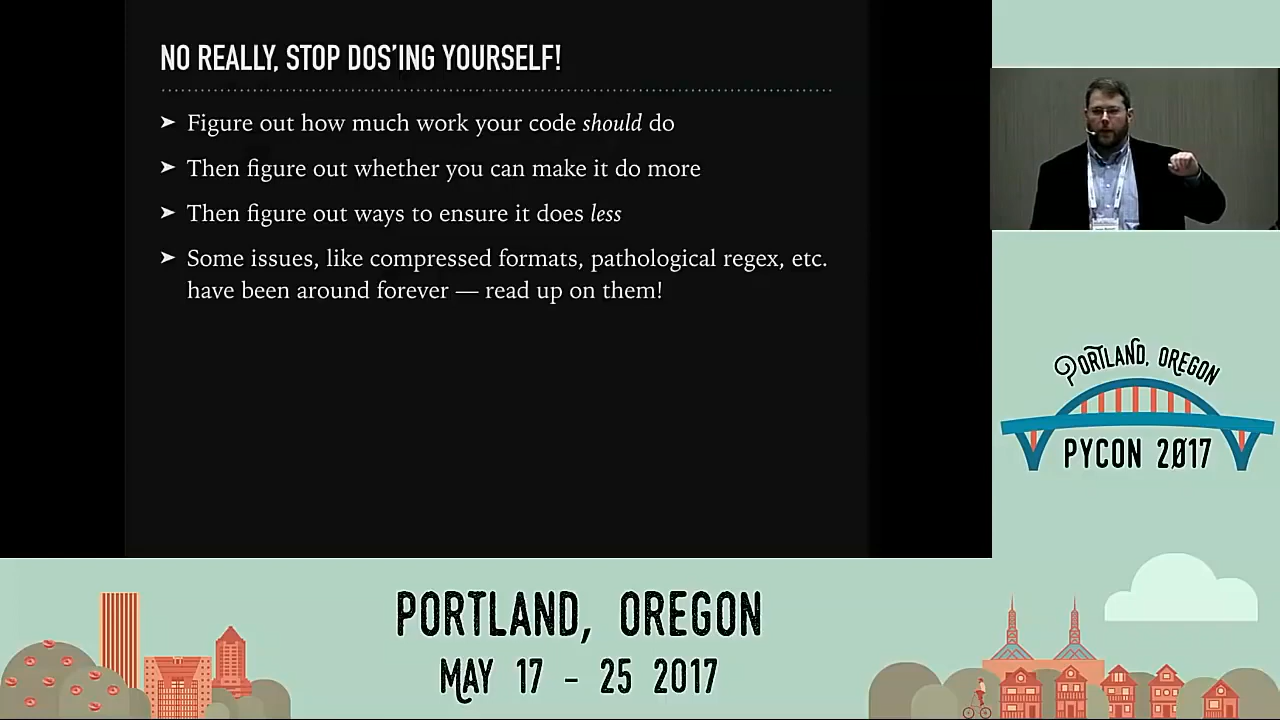 NO REALLY, STOP DOS’ING YOURSELF!
➤ Figure out how much work your code should do
➤ Then figure out whether you can make it do more
➤ Then figure out ways to ensure it does less
➤ Some issues, like compressed formats, pathological regex, etc.
have been around forever — read up on them!
PORTLAND, OREGON
PYCON 2017
PORTLAND, OREGON
MAY 17 - 25 2017